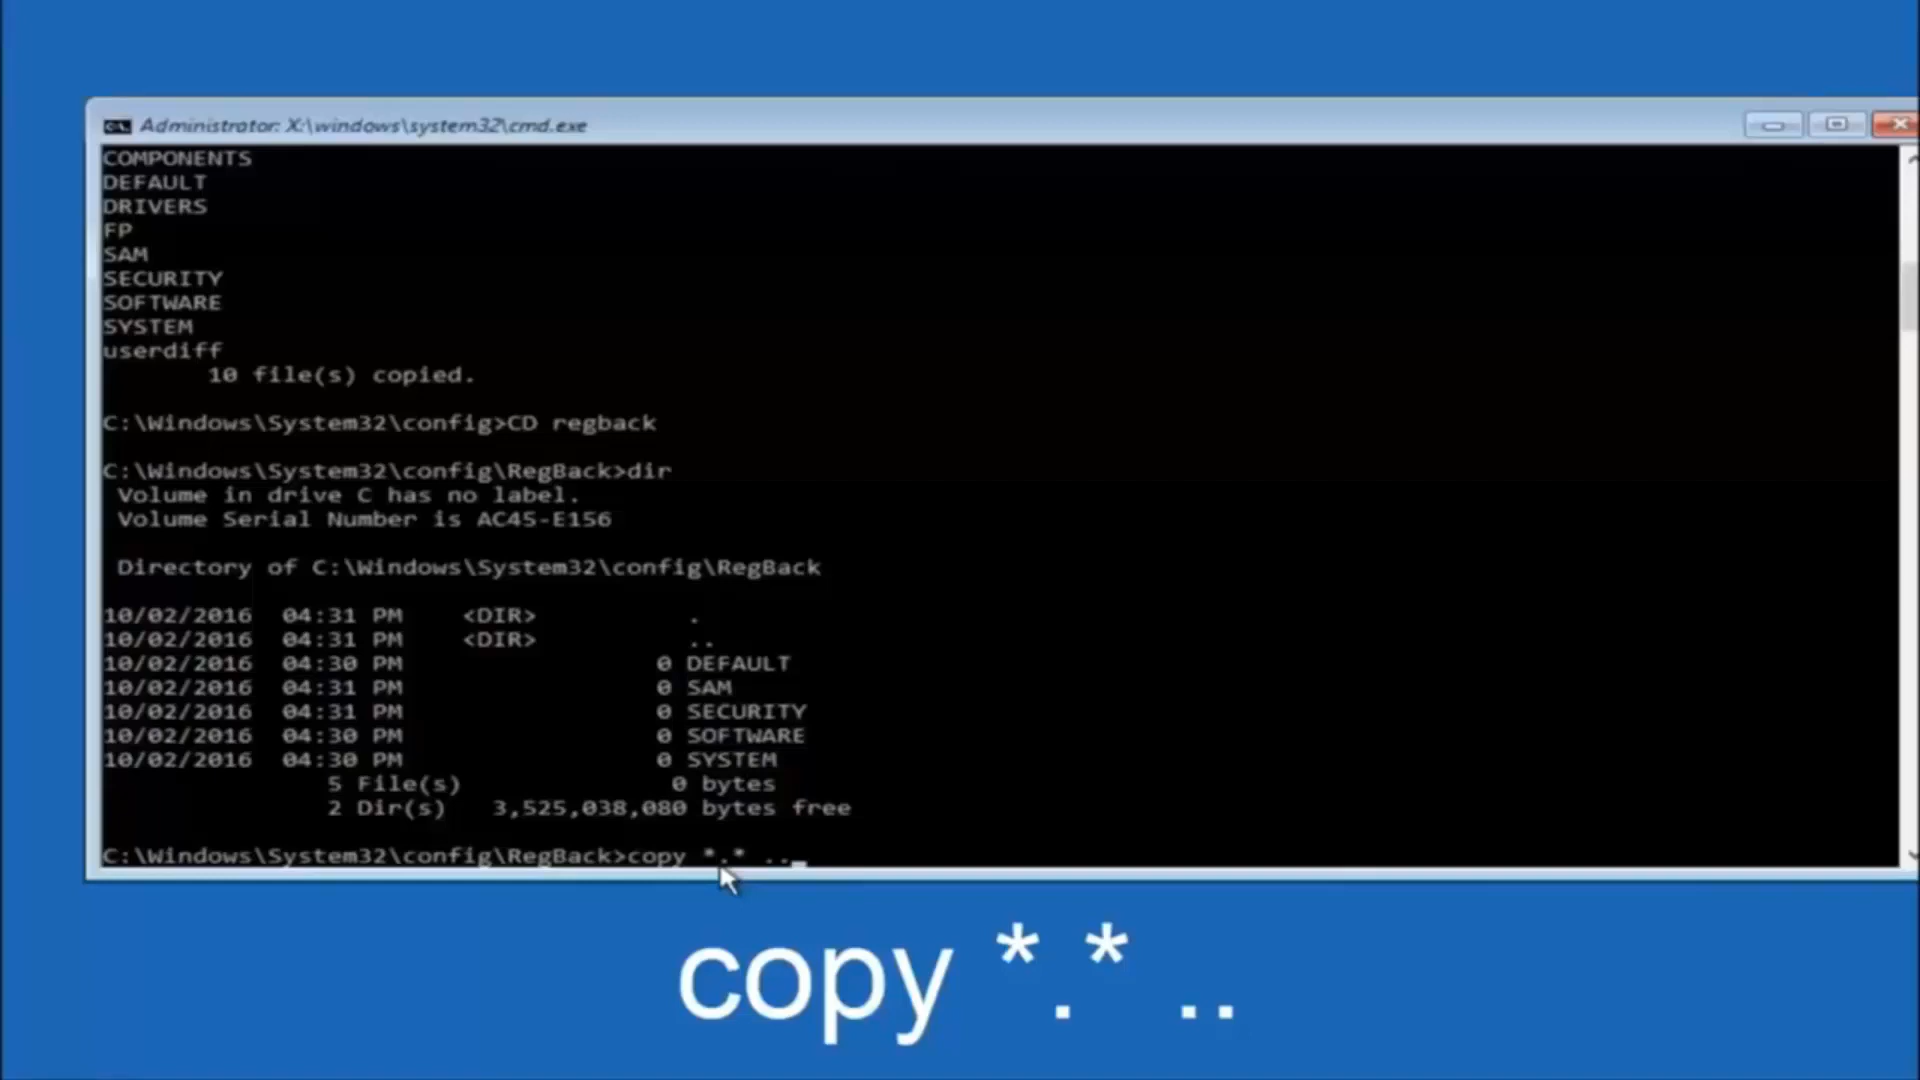 Administrator: X:\windows\system32\cmd.exe
COMPONENTS
DEFAULT
DRIVERS
FP
SAM
SECURITY
SOFTWARE
SYSTEM
userdiff
10 file(s) copied.
C:\Windows\System32\config>CD regback
C:\Windows\System32\config\RegBack>dir
Volume in drive C has no label.
Volume Serial Number is AC45-E156
Directory of C:\Windows\System32\config\RegBack
10/02/2016 04:31 PM <DIR> .
10/02/2016 04:31 PM <DIR> ..
10/02/2016 04:30 PM 0 DEFAULT
10/02/2016 04:31 PM 0 SAM
10/02/2016 04:31 PM 0 SECURITY
10/02/2016 04:30 PM 0 SOFTWARE
10/02/2016 04:30 PM 0 SYSTEM
5 File(s) 0 bytes
2 Dir(s) 3,525,038,080 bytes free
C:\Windows\System32\config\RegBack>copy *.* .._
copy *.* ..